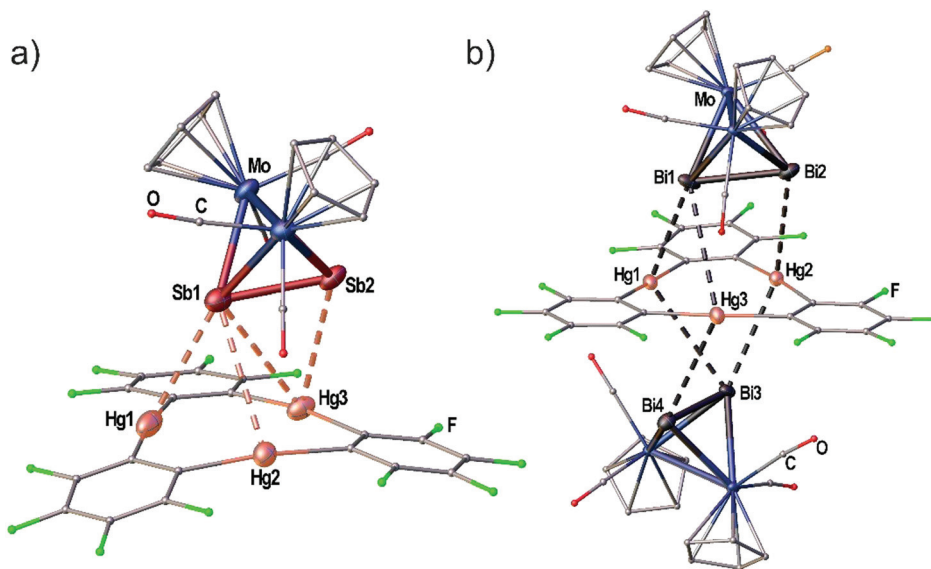 a)
Mo
O
C
Sb1
Sb2
Hg1
Hg3
F
Hg2
b)
Mo
Bi1
Bi2
Hg1
Hg2
Hg3
F
Bi4
Bi3
O
C